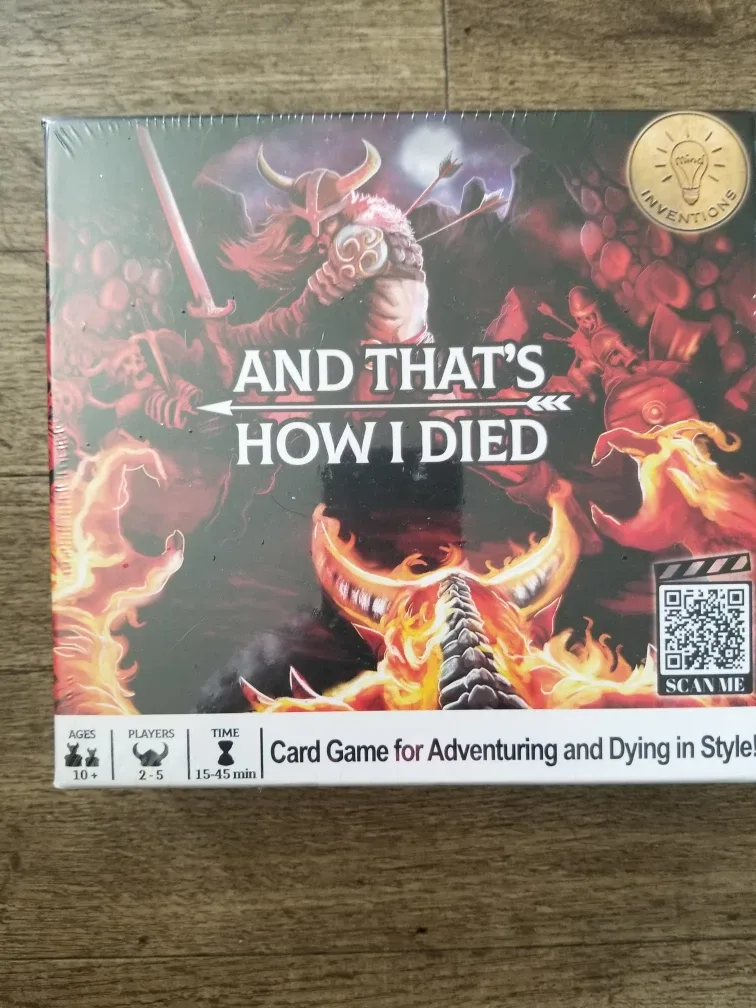 Mind
INVENTIONS
AND THAT'S
HOW I DIED
SCAN ME
AGES
10 +
PLAYERS
2 - 5
TIME
15-45 min
Card Game for Adventuring and Dying in Style!